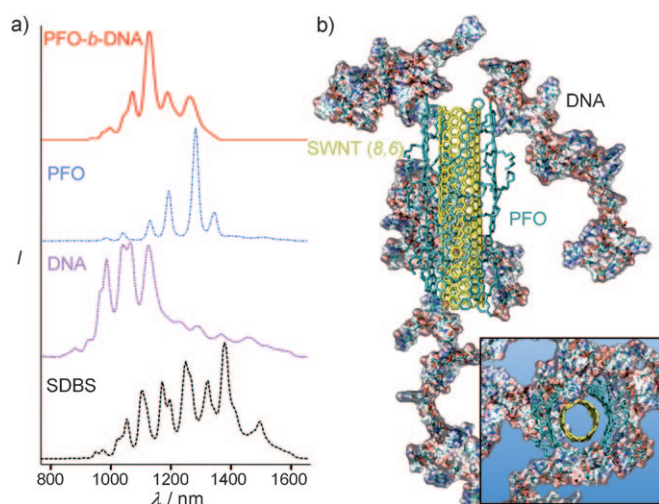 a)
PFO-b-DNA
PFO
DNA
SDBS
I
800 1000 1200 1400 1600
λ / nm
b)
DNA
SWNT (8,6)
PFO